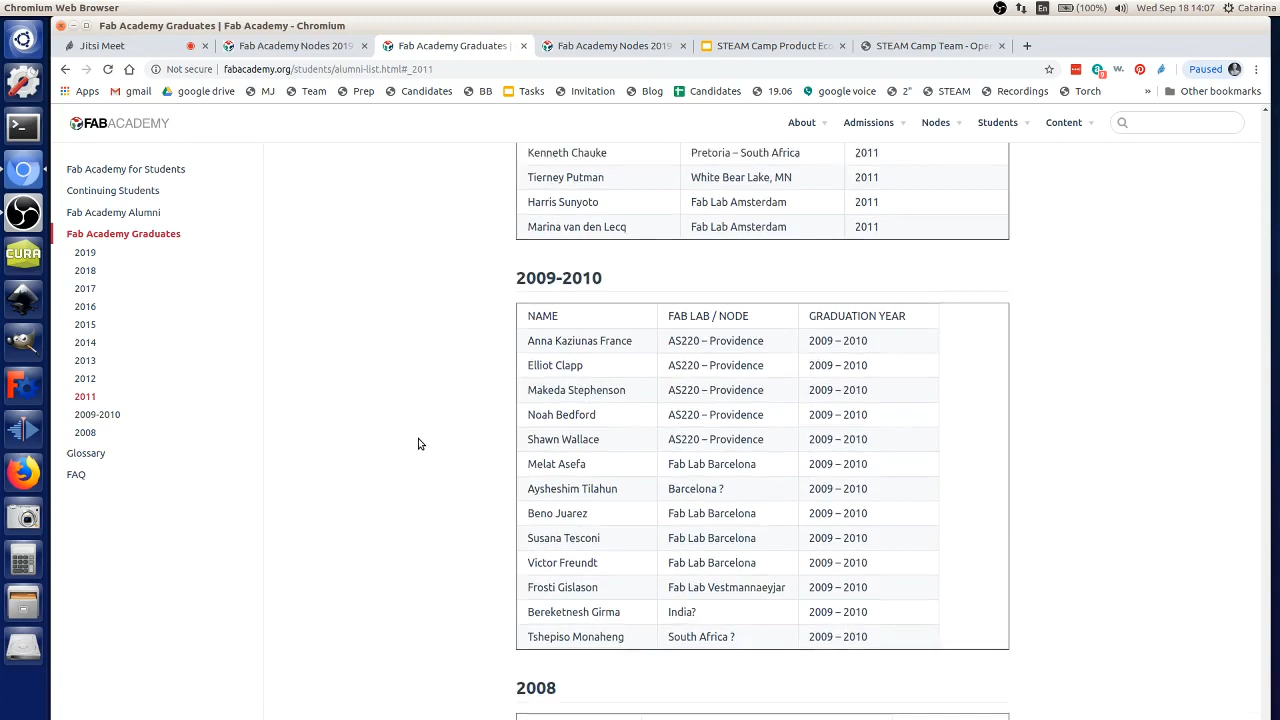 Chromium Web Browser
En (100%) Wed Sep 18 14:07 Catarina
Fab Academy Graduates | Fab Academy - Chromium
Jitsi Meet
Fab Academy Nodes 2019
Fab Academy Graduates |
Fab Academy Nodes 2019
STEAM Camp Product Eco
STEAM Camp Team - Open
Not secure | fabacademy.org/students/alumni-list.html#_2011
9 W. Paused
Apps gmail google drive MJ Team Prep Candidates BB Tasks Invitation Blog Candidates 19.06 google voice 2" STEAM Recordings Torch » Other bookmarks
FABACADEMY
About Admissions Nodes Students Content
Fab Academy for Students
Continuing Students
Fab Academy Alumni
Fab Academy Graduates
2019
2018
2017
2016
2015
2014
2013
2012
2011
2009-2010
2008
Glossary
FAQ
CURA
Kenneth Chauke Pretoria – South Africa 2011
Tierney Putman White Bear Lake, MN 2011
Harris Sunyoto Fab Lab Amsterdam 2011
Marina van den Lecq Fab Lab Amsterdam 2011
2009-2010
NAME FAB LAB / NODE GRADUATION YEAR
Anna Kaziunas France AS220 – Providence 2009 – 2010
Elliot Clapp AS220 – Providence 2009 – 2010
Makeda Stephenson AS220 – Providence 2009 – 2010
Noah Bedford AS220 – Providence 2009 – 2010
Shawn Wallace AS220 – Providence 2009 – 2010
Melat Asefa Fab Lab Barcelona 2009 – 2010
Aysheshim Tilahun Barcelona ? 2009 – 2010
Beno Juarez Fab Lab Barcelona 2009 – 2010
Susana Tesconi Fab Lab Barcelona 2009 – 2010
Victor Freundt Fab Lab Barcelona 2009 – 2010
Frosti Gislason Fab Lab Vestmannaeyjar 2009 – 2010
Bereketnesh Girma India? 2009 – 2010
Tshepiso Monaheng South Africa ? 2009 – 2010
2008